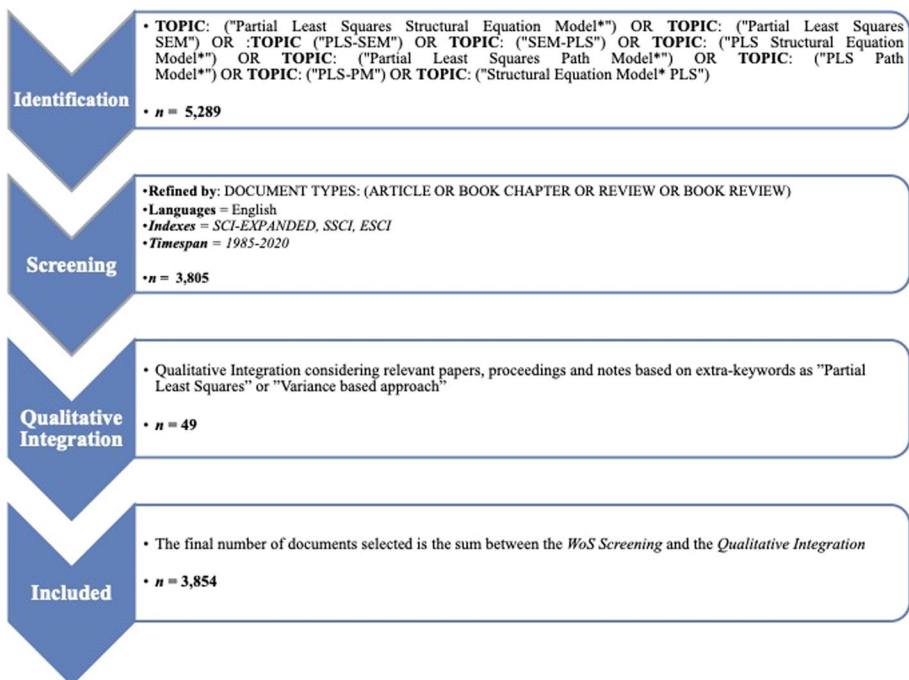 Identification
• TOPIC: ("Partial Least Squares Structural Equation Model*") OR TOPIC: ("Partial Least Squares
SEM") OR :TOPIC ("PLS-SEM") OR TOPIC: ("SEM-PLS") OR TOPIC: ("PLS Structural Equation
Model*") OR TOPIC: ("Partial Least Squares Path Model*") OR TOPIC: ("PLS Path
Model*") OR TOPIC: ("PLS-PM") OR TOPIC: ("Structural Equation Model* PLS")
• n = 5,289
Screening
•Refined by: DOCUMENT TYPES: (ARTICLE OR BOOK CHAPTER OR REVIEW OR BOOK REVIEW)
•Languages = English
•Indexes = SCI-EXPANDED, SSCI, ESCI
•Timespan = 1985-2020
•n = 3,805
Qualitative
Integration
• Qualitative Integration considering relevant papers, proceedings and notes based on extra-keywords as ”Partial
Least Squares” or ”Variance based approach”
• n = 49
Included
• The final number of documents selected is the sum between the WoS Screening and the Qualitative Integration
• n = 3,854